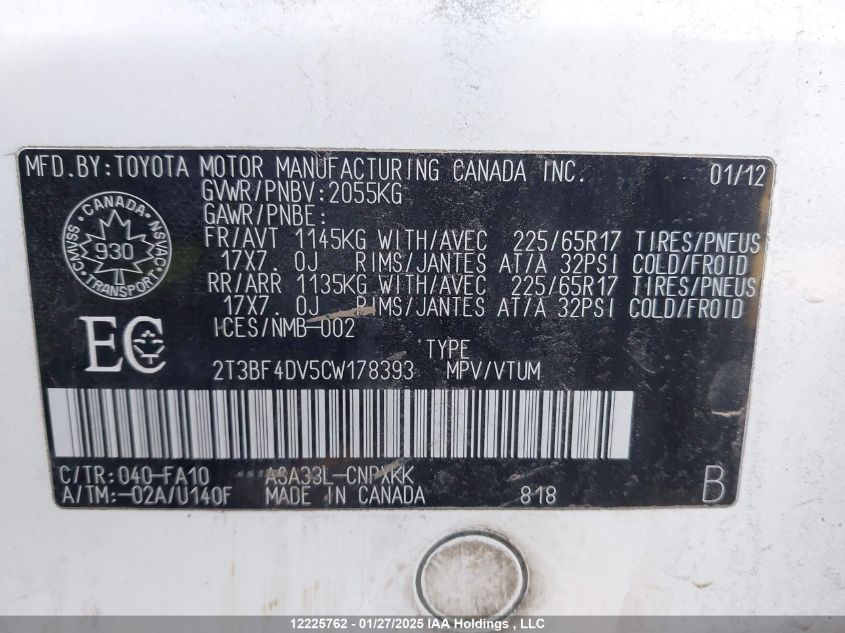 MFD.BY:TOYOTA MOTOR MANUFACTURING CANADA INC. 01/12
GVWR/PNBV:2055KG
GAWR/PNBE:
FR/AVT 1145KG WITH/AVEC 225/65R17 TIRES/PNEUS
17X7.0J RIMS/JANTES AT/A 32PSI COLD/FROID
RR/ARR 1135KG WITH/AVEC 225/65R17 TIRES/PNEUS
17X7.0J RIMS/JANTES AT/A 32PSI COLD/FROID
ICES/NMB-002
CANADA
CMVSS 930 NSVAC
TRANSPORT
EC
TYPE
2T3BF4DV5CW178393 MPV/VTUM
C/TR:040-FA10 ASA33L-CNPXKK
A/TM:-02A/U140F MADE IN CANADA 818 B
12225762 - 01/27/2025 IAA Holdings , LLC